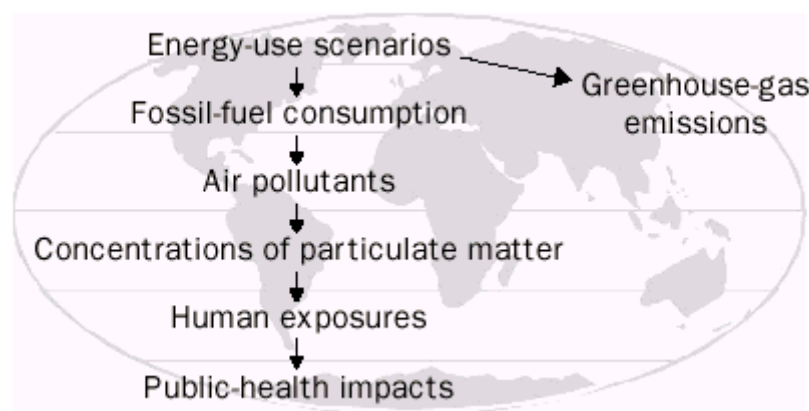 Energy-use scenarios
Greenhouse-gas
emissions
Fossil-fuel consumption
Air pollutants
Concentrations of particulate matter
Human exposures
Public-health impacts